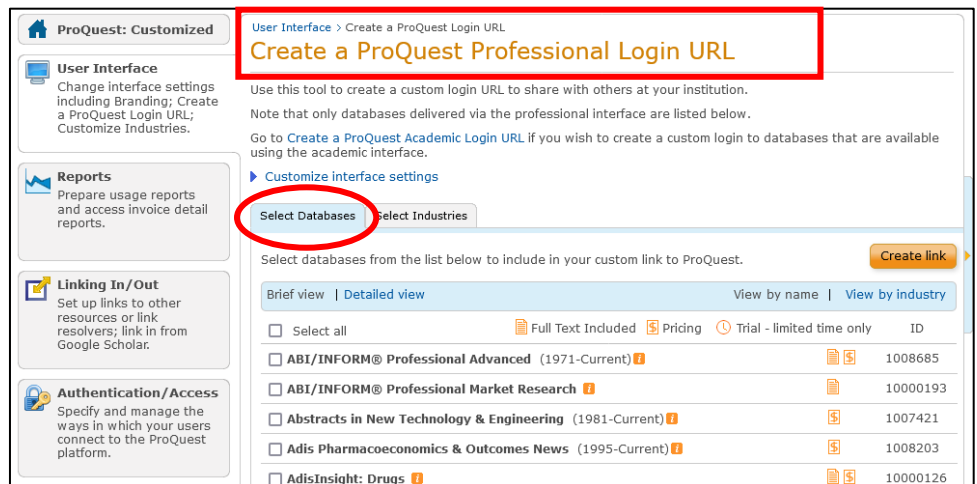 ProQuest: Customized
User Interface
Change interface settings
including Branding; Create
a ProQuest Login URL;
Customize Industries.
Reports
Prepare usage reports
and access invoice detail
reports.
Linking In/Out
Set up links to other
resources or link
resolvers; link in from
Google Scholar.
Authentication/Access
Specify and manage the
ways in which your users
connect to the ProQuest
platform.
User Interface > Create a ProQuest Login URL
Create a ProQuest Professional Login URL
Use this tool to create a custom login URL to share with others at your institution.
Note that only databases delivered via the professional interface are listed below.
Go to Create a ProQuest Academic Login URL if you wish to create a custom login to databases that are available
using the academic interface.
Customize interface settings
Select Databases Select Industries
Select databases from the list below to include in your custom link to ProQuest. Create link
Brief view | Detailed view View by name | View by industry
Select all Full Text Included $ Pricing Trial - limited time only ID
ABI/INFORM® Professional Advanced (1971-Current) i $ 1008685
ABI/INFORM® Professional Market Research i 10000193
Abstracts in New Technology & Engineering (1981-Current) i $ 1007421
Adis Pharmacoeconomics & Outcomes News (1995-Current) i $ 1008203
AdisInsight: Drugs i $ 10000126